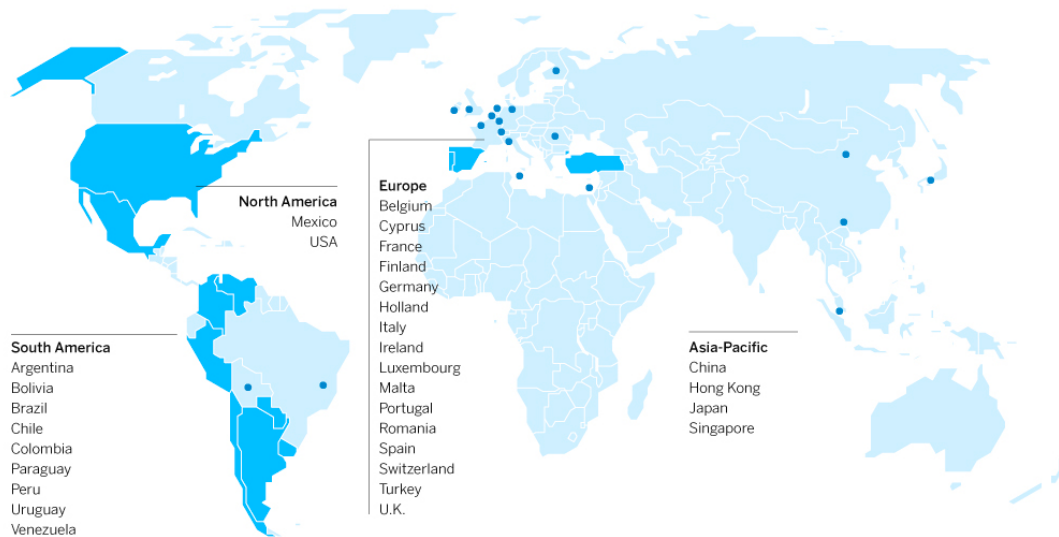 North America
Mexico
USA
South America
Argentina
Bolivia
Brazil
Chile
Colombia
Paraguay
Peru
Uruguay
Venezuela
Europe
Belgium
Cyprus
France
Finland
Germany
Holland
Italy
Ireland
Luxembourg
Malta
Portugal
Romania
Spain
Switzerland
Turkey
U.K.
Asia-Pacific
China
Hong Kong
Japan
Singapore